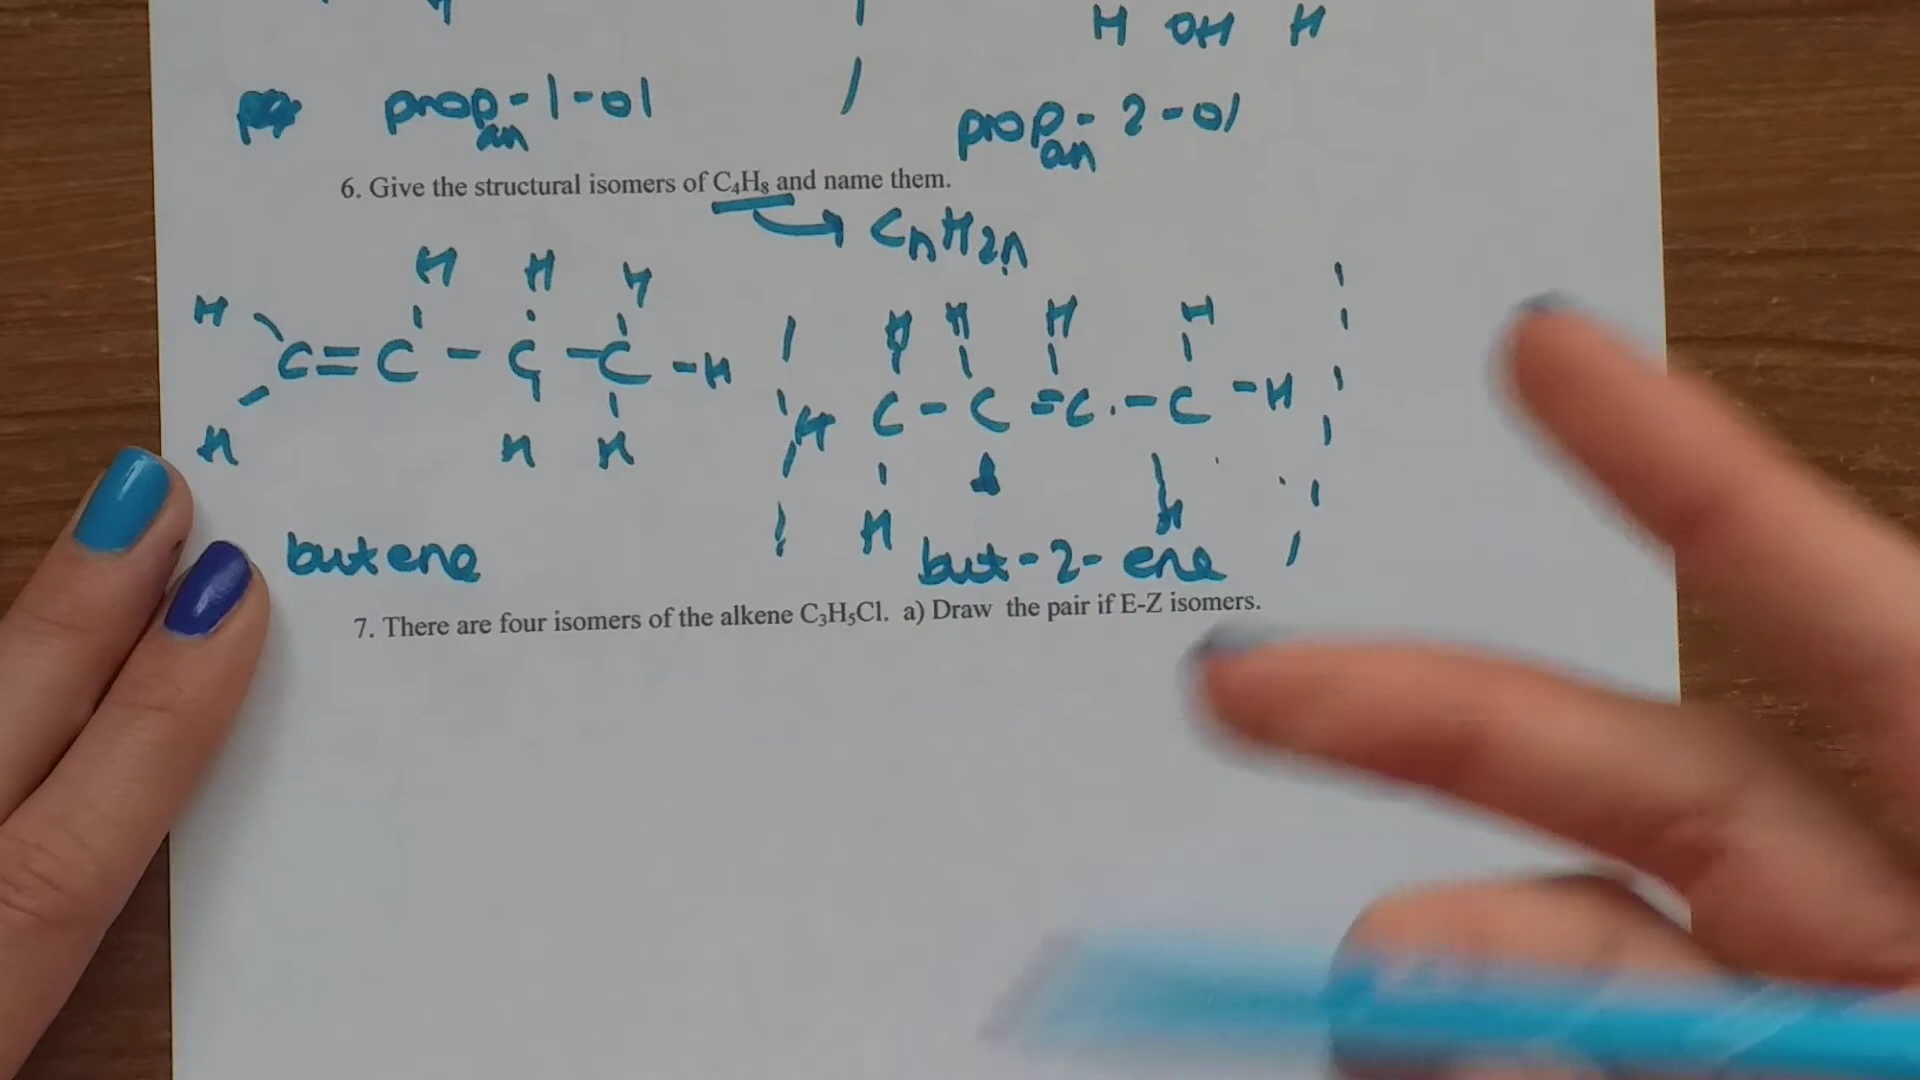 H OH H
prop-1-ol
an
prop-2-ol
an
6. Give the structural isomers of C₄H₈ and name them.
CnH2n
H H H
H
C=C-C-C-H
H H H
H H H H
H C-C=C-C-H
H H
butene
but-2-ene
7. There are four isomers of the alkene C₃H₅Cl. a) Draw the pair if E-Z isomers.